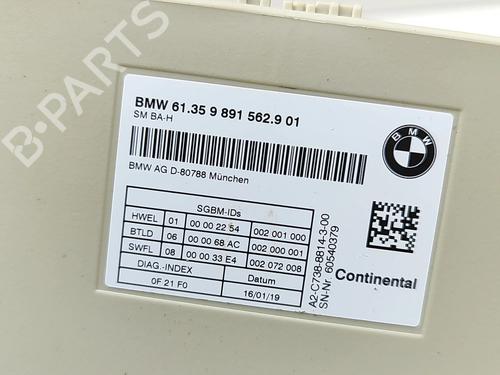 B-PARTS
BMW 61.35 9 891 562.9 01
SM BA-H
BMW
BMW AG D-80788 München
SGBM-IDs
HWEL 01 00 00 22 54 002 001 000
BTLD 06 00 00 68 AC 002 000 001
SWFL 08 00 00 33 E4 002 072 008
DIAG.-INDEX Datum
0F 21 F0 16/01/19
Continental
A2-C738-8814-3-00
SN-Nr. 60540379